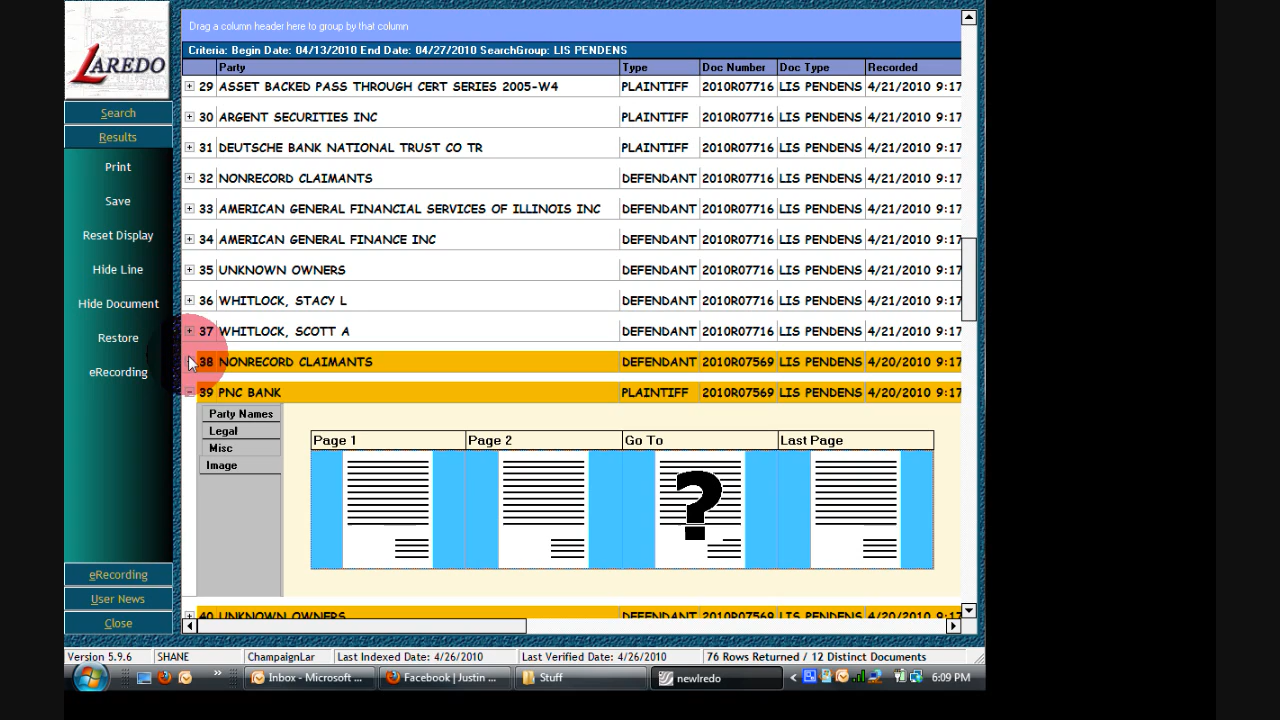 Drag a column header here to group by that column
Criteria: Begin Date: 04/13/2010 End Date: 04/27/2010 SearchGroup: LIS PENDENS
LAREDO
Party Type Doc Number Doc Type Recorded
29 ASSET BACKED PASS THROUGH CERT SERIES 2005-W4 PLAINTIFF 2010R07716 LIS PENDENS 4/21/2010 9:17
Search
30 ARGENT SECURITIES INC PLAINTIFF 2010R07716 LIS PENDENS 4/21/2010 9:17
Results
31 DEUTSCHE BANK NATIONAL TRUST CO TR PLAINTIFF 2010R07716 LIS PENDENS 4/21/2010 9:17
Print
32 NONRECORD CLAIMANTS DEFENDANT 2010R07716 LIS PENDENS 4/21/2010 9:17
Save
33 AMERICAN GENERAL FINANCIAL SERVICES OF ILLINOIS INC DEFENDANT 2010R07716 LIS PENDENS 4/21/2010 9:17
Reset Display
34 AMERICAN GENERAL FINANCE INC DEFENDANT 2010R07716 LIS PENDENS 4/21/2010 9:17
Hide Line
35 UNKNOWN OWNERS DEFENDANT 2010R07716 LIS PENDENS 4/21/2010 9:17
Hide Document
36 WHITLOCK, STACY L DEFENDANT 2010R07716 LIS PENDENS 4/21/2010 9:17
Restore
37 WHITLOCK, SCOTT A DEFENDANT 2010R07716 LIS PENDENS 4/21/2010 9:17
eRecording
38 NONRECORD CLAIMANTS DEFENDANT 2010R07569 LIS PENDENS 4/20/2010 9:17
39 PNC BANK PLAINTIFF 2010R07569 LIS PENDENS 4/20/2010 9:17
Party Names
Legal
Misc
Image
Page 1 Page 2 Go To Last Page
?
40 UNKNOWN OWNERS DEFENDANT 2010R07569 LIS PENDENS 4/20/2010 9:17
eRecording
User News
Close
Version 5.9.6 SHANE ChampaignLar Last Indexed Date: 4/26/2010 Last Verified Date: 4/26/2010 76 Rows Returned / 12 Distinct Documents
Inbox - Microsoft ... Facebook | Justin ... Stuff newlredo 6:09 PM